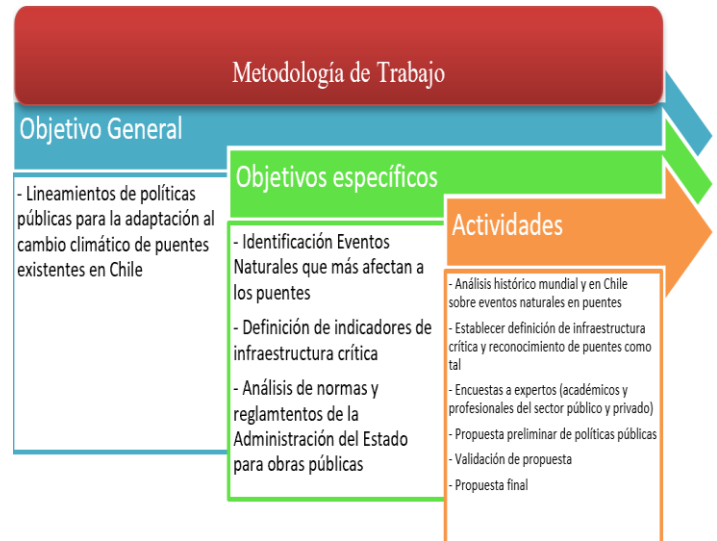 Metodología de Trabajo
Objetivo General
- Lineamientos de políticas
públicas para la adaptación al
cambio climático de puentes
existentes en Chile
Objetivos específicos
- Identificación Eventos
Naturales que más afectan a
los puentes
- Definición de indicadores de
infraestructura crítica
- Análisis de normas y
reglamtentos de la
Administración del Estado
para obras públicas
Actividades
- Análisis histórico mundial y en Chile
sobre eventos naturales en puentes
- Establecer definición de infraestructura
crítica y reconocimiento de puentes como
tal
- Encuestas a expertos (académicos y
profesionales del sector público y privado)
- Propuesta preliminar de políticas públicas
- Validación de propuesta
- Propuesta final